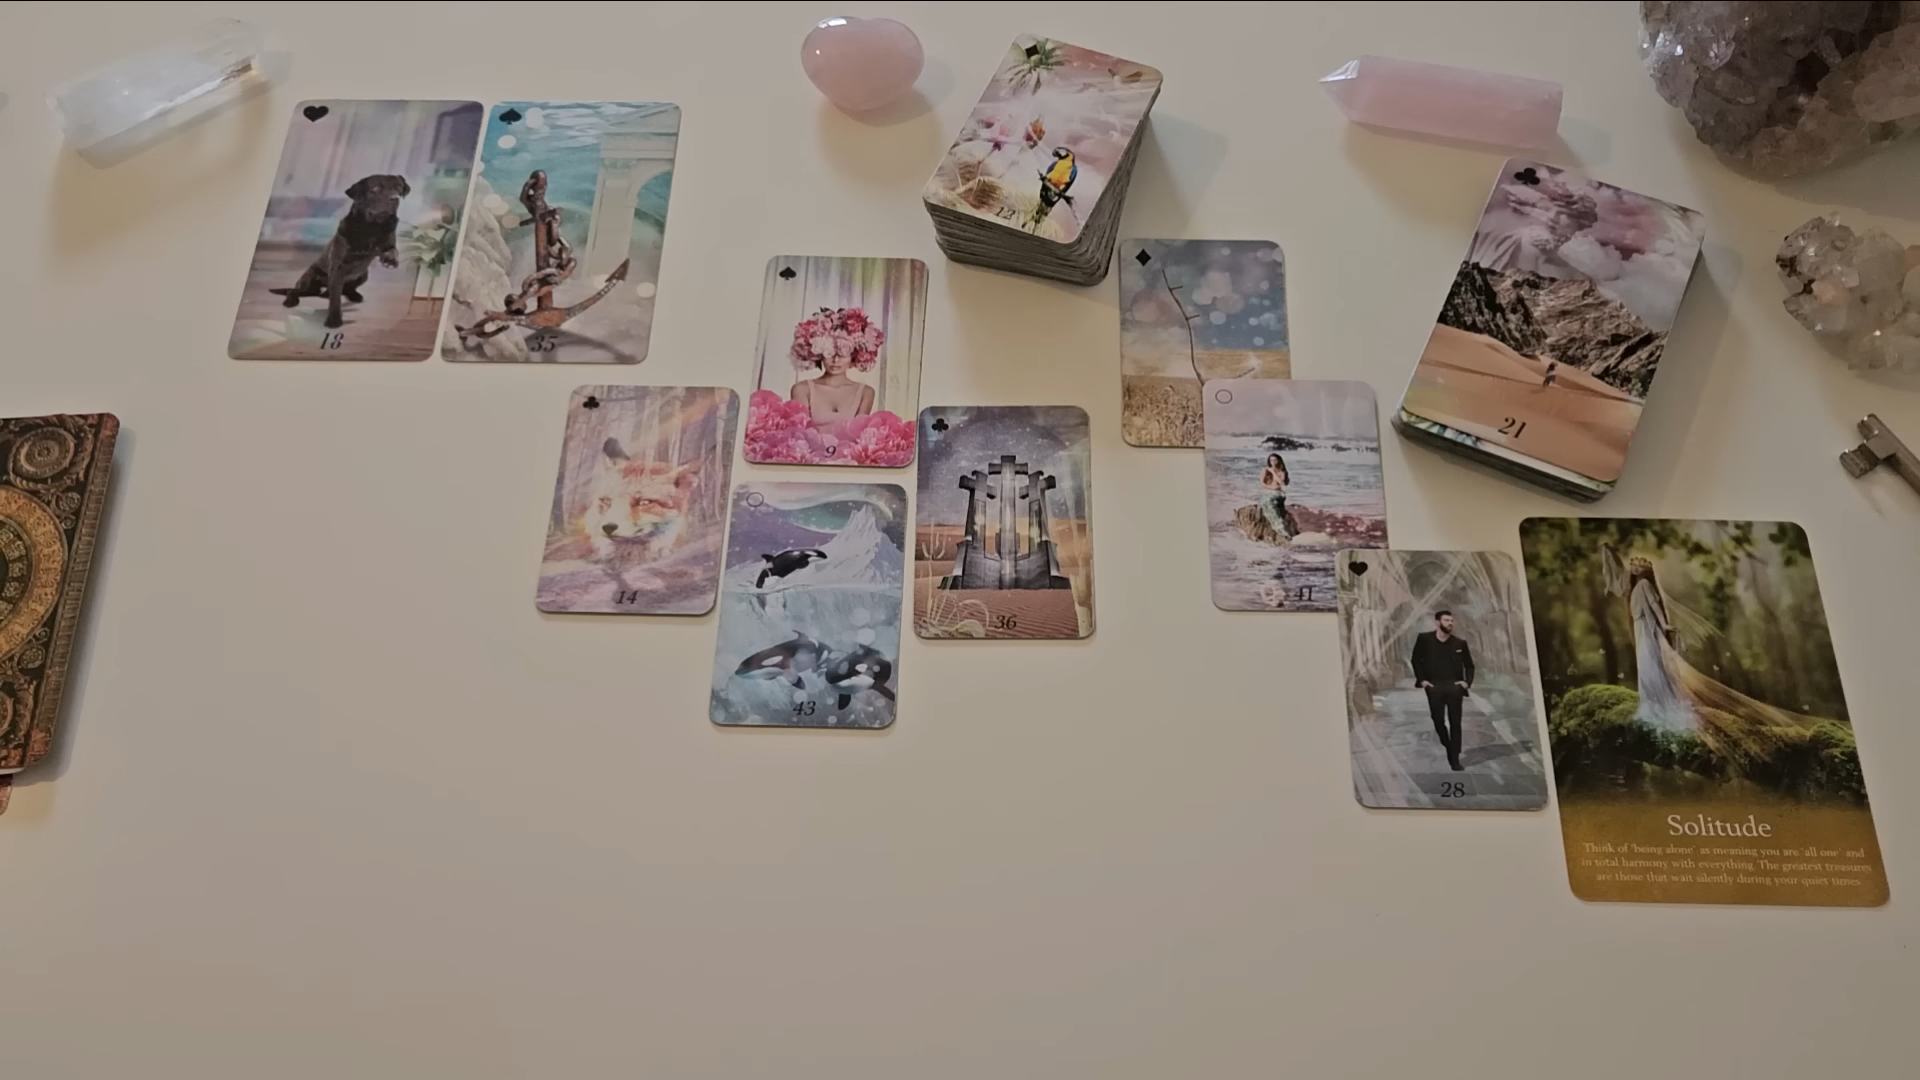 12
18
35
9
21
14
36
41
43
28
Solitude
Think of 'being alone' as meaning you are 'all one' and
in total harmony with everything. The greatest treasures
are those that wait silently during your quiet times.